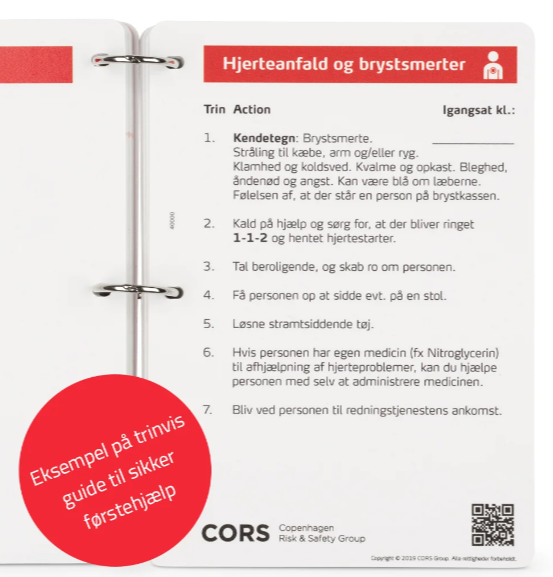 Hjerteanfald og brystsmerter
Trin Action Igangsat kl.:
1. Kendetegn: Brystsmerte.
Stråling til kæbe, arm og/eller ryg.
Klamhed og koldsved. Kvalme og opkast. Bleghed,
åndenød og angst. Kan være blå om læberne.
Følelsen af, at der står en person på brystkassen.
2. Kald på hjælp og sørg for, at der bliver ringet
1-1-2 og hentet hjertestarter.
3. Tal beroligende, og skab ro om personen.
4. Få personen op at sidde evt. på en stol.
5. Løsne stramtsiddende tøj.
6. Hvis personen har egen medicin (fx Nitroglycerin)
til afhjælpning af hjerteproblemer, kan du hjælpe
personen med selv at administrere medicinen.
7. Bliv ved personen til redningstjenestens ankomst.
Eksempel på trinvis
guide til sikker
førstehjælp
CORS Copenhagen
Risk & Safety Group
Copyright © 2019 CORS Group. Alla rettigheder forbeholdt.